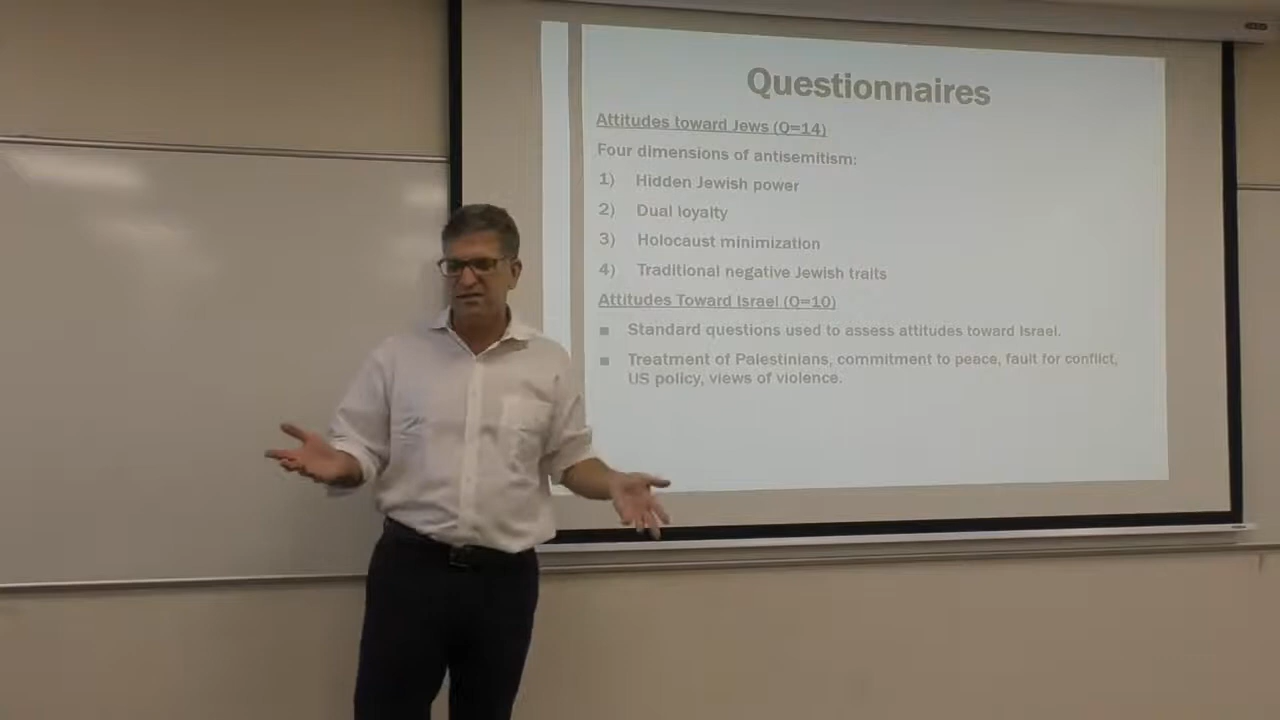 Questionnaires
Attitudes toward Jews (Q=14)
Four dimensions of antisemitism:
1) Hidden Jewish power
2) Dual loyalty
3) Holocaust minimization
4) Traditional negative Jewish traits
Attitudes Toward Israel (Q=10)
■ Standard questions used to assess attitudes toward Israel.
■ Treatment of Palestinians, commitment to peace, fault for conflict,
US policy, views of violence.